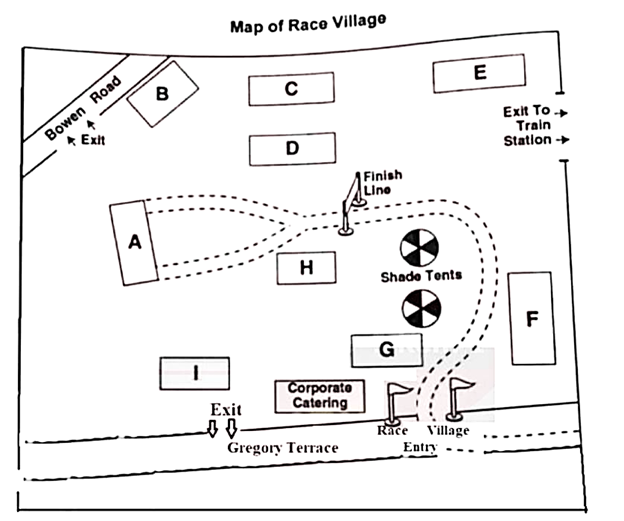 Map of Race Village
Bowen Road
Exit
B
C
E
Exit To
Train
Station
D
Finish
Line
A
H
Shade Tents
F
G
I
Corporate
Catering
Exit
Gregory Terrace
Race Village
Entry